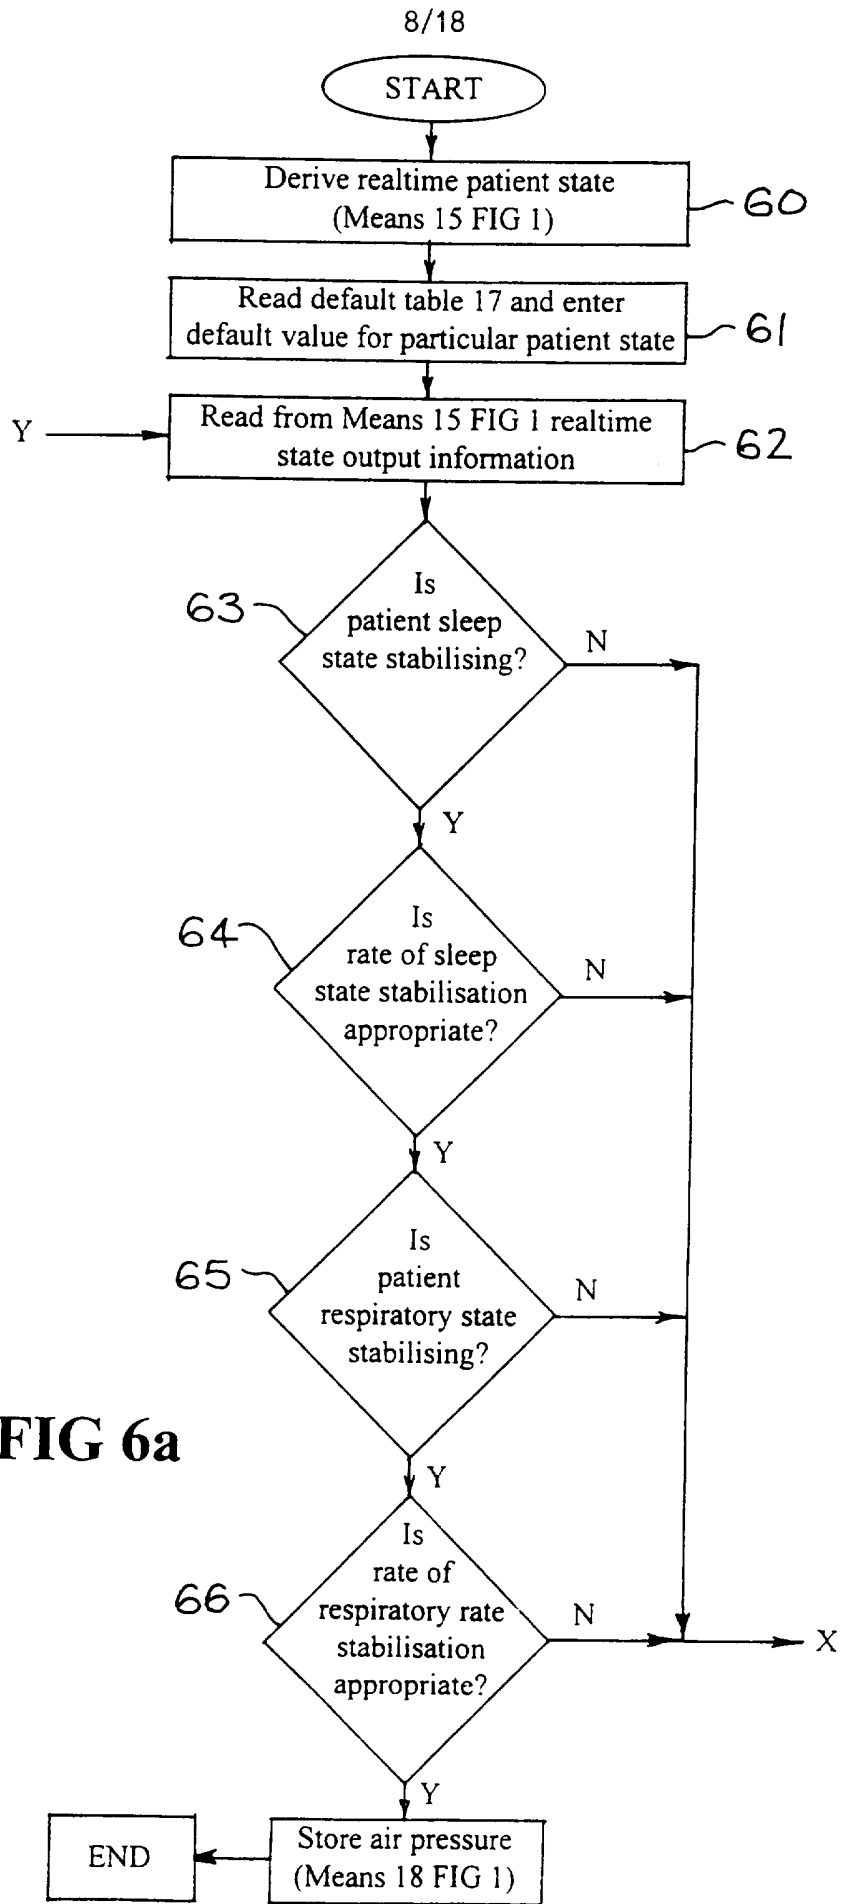 8/18
START
Derive realtime patient state
(Means 15 FIG 1)
60
Read default table 17 and enter
default value for particular patient state
61
Y
Read from Means 15 FIG 1 realtime
state output information
62
63
Is
patient sleep
state stabilising?
N
Y
64
Is
rate of sleep
state stabilisation
appropriate?
N
Y
65
Is
patient
respiratory state
stabilising?
N
FIG 6a
Y
66
Is
rate of
respiratory rate
stabilisation
appropriate?
N
X
Y
Store air pressure
(Means 18 FIG 1)
END